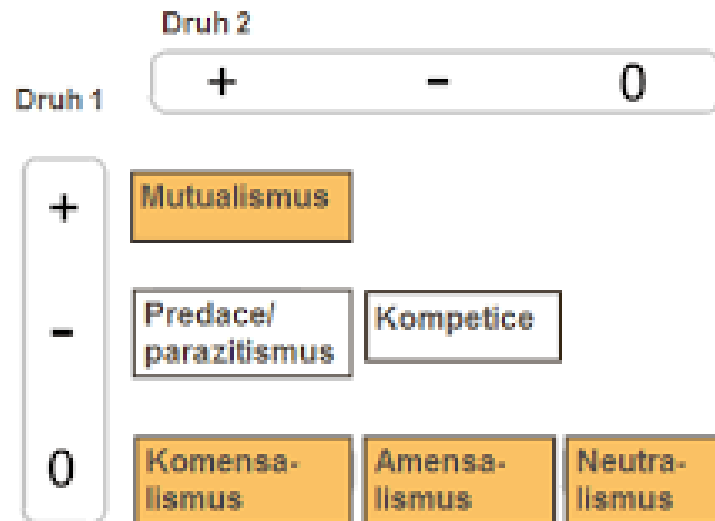 Druh 2
Druh 1
+ - 0
+
Mutualismus
-
Predace/
parazitismus
Kompetice
0
Komensa-
lismus
Amensa-
lismus
Neutra-
lismus